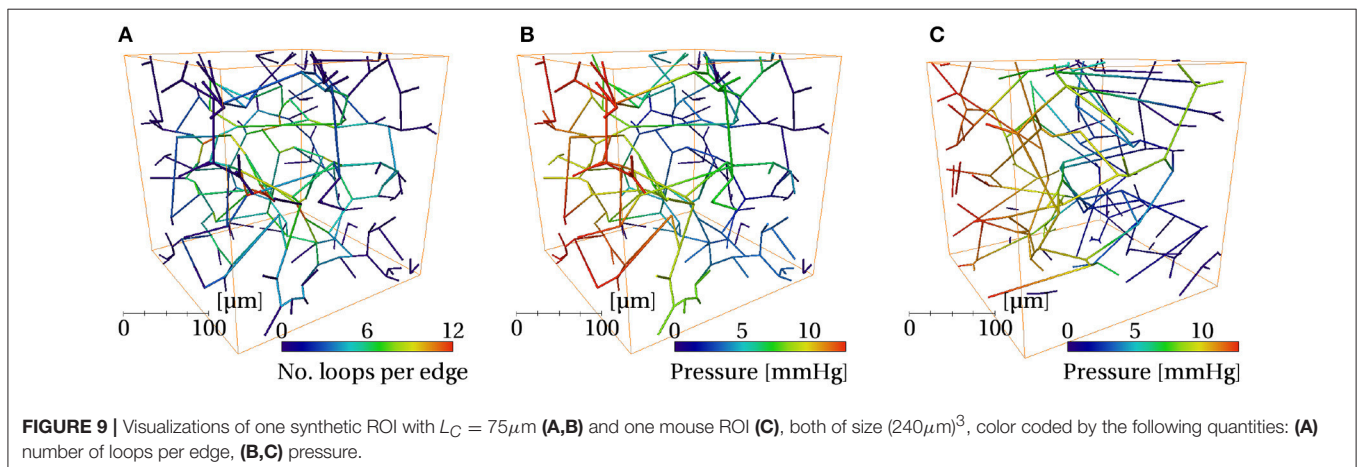 A
B
C
[µm]
0
100
0
6
12
No. loops per edge
[µm]
0
100
0
5
10
Pressure [mmHg]
[µm]
0
100
0
5
10
Pressure [mmHg]
FIGURE 9 | Visualizations of one synthetic ROI with L_C = 75µm (A,B) and one mouse ROI (C), both of size (240µm)³, color coded by the following quantities: (A)
number of loops per edge, (B,C) pressure.